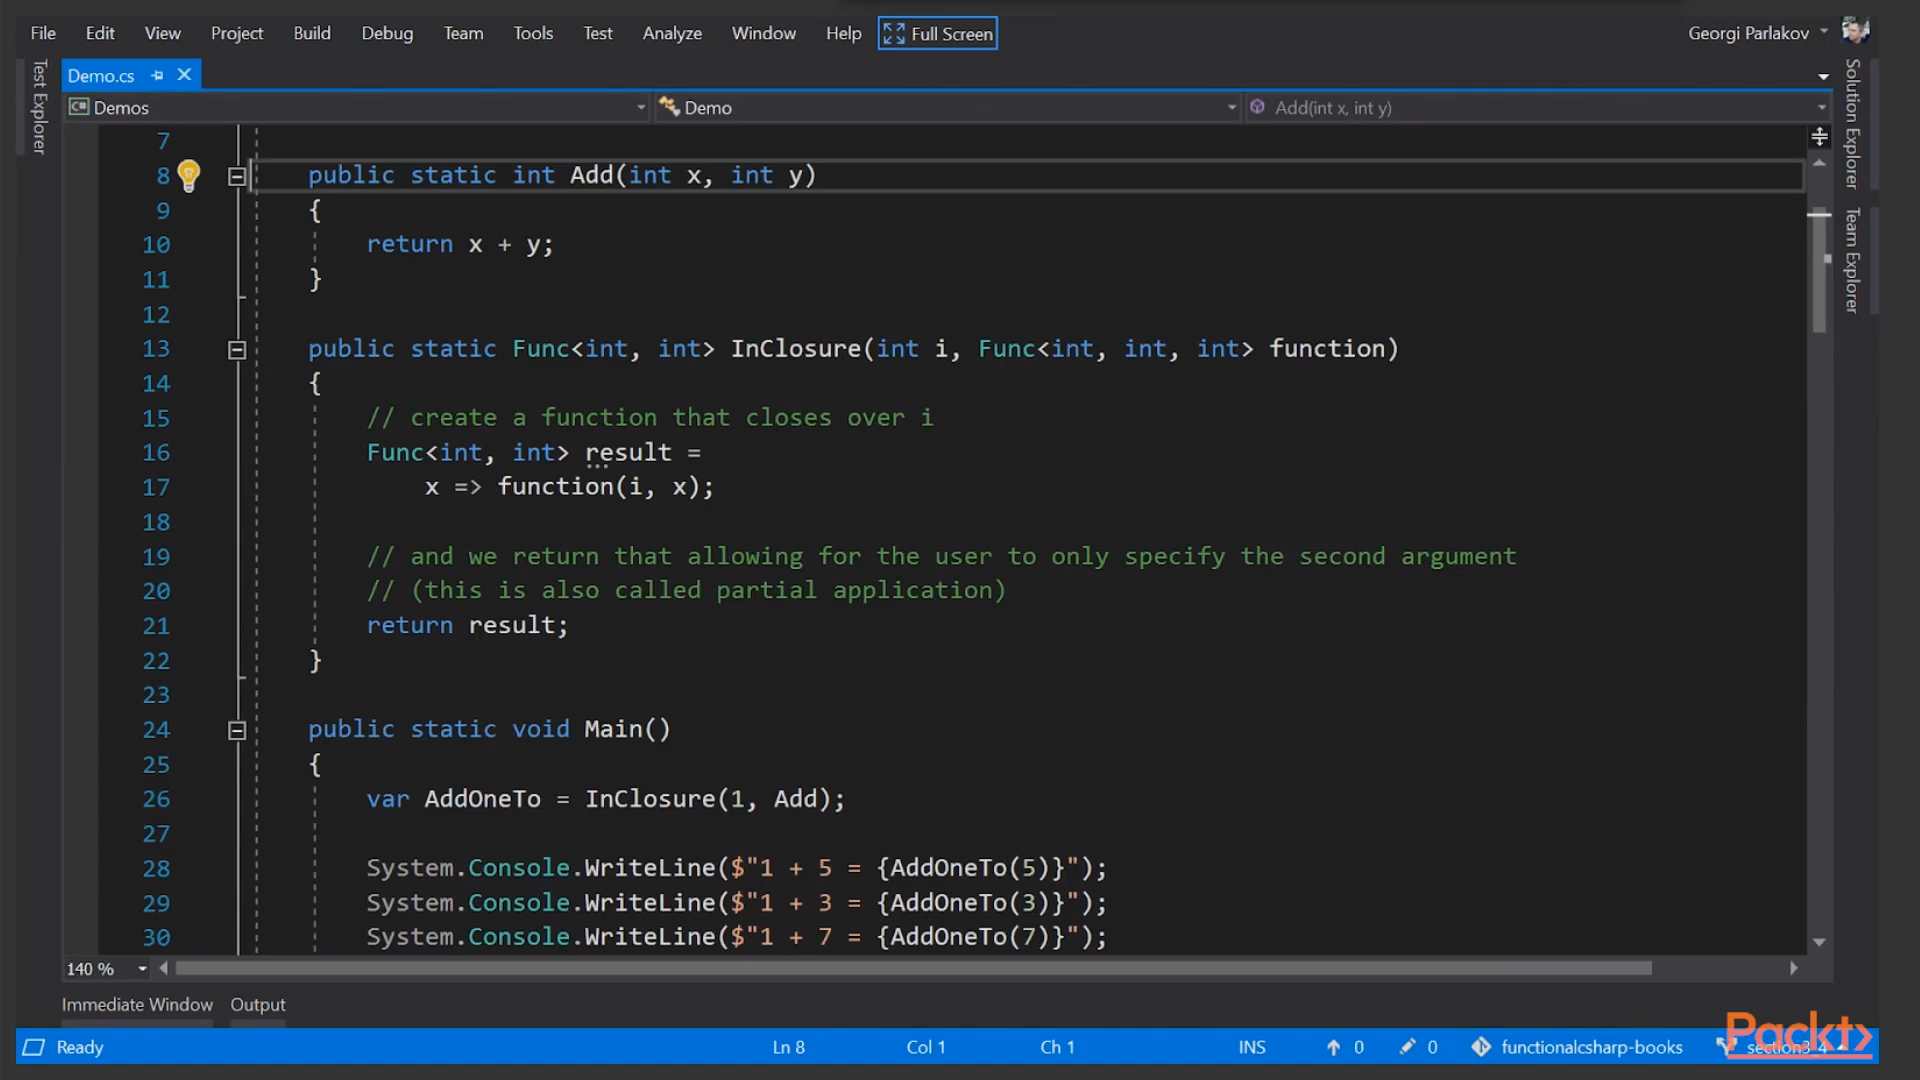 File Edit View Project Build Debug Team Tools Test Analyze Window Help Full Screen Georgi Parlakov
Test Explorer
Demo.cs
Solution Explorer
Team Explorer
C# Demos Demo Add(int x, int y)
7
8 public static int Add(int x, int y)
9 {
10 return x + y;
11 }
12
13 public static Func<int, int> InClosure(int i, Func<int, int, int> function)
14 {
15 // create a function that closes over i
16 Func<int, int> result =
17 x => function(i, x);
18
19 // and we return that allowing for the user to only specify the second argument
20 // (this is also called partial application)
21 return result;
22 }
23
24 public static void Main()
25 {
26 var AddOneTo = InClosure(1, Add);
27
28 System.Console.WriteLine($"1 + 5 = {AddOneTo(5)}");
29 System.Console.WriteLine($"1 + 3 = {AddOneTo(3)}");
30 System.Console.WriteLine($"1 + 7 = {AddOneTo(7)}");
140 %
Immediate Window Output
Ready Ln 8 Col 1 Ch 1 INS 0 0 functionalcsharp-books section3_4
Packt>